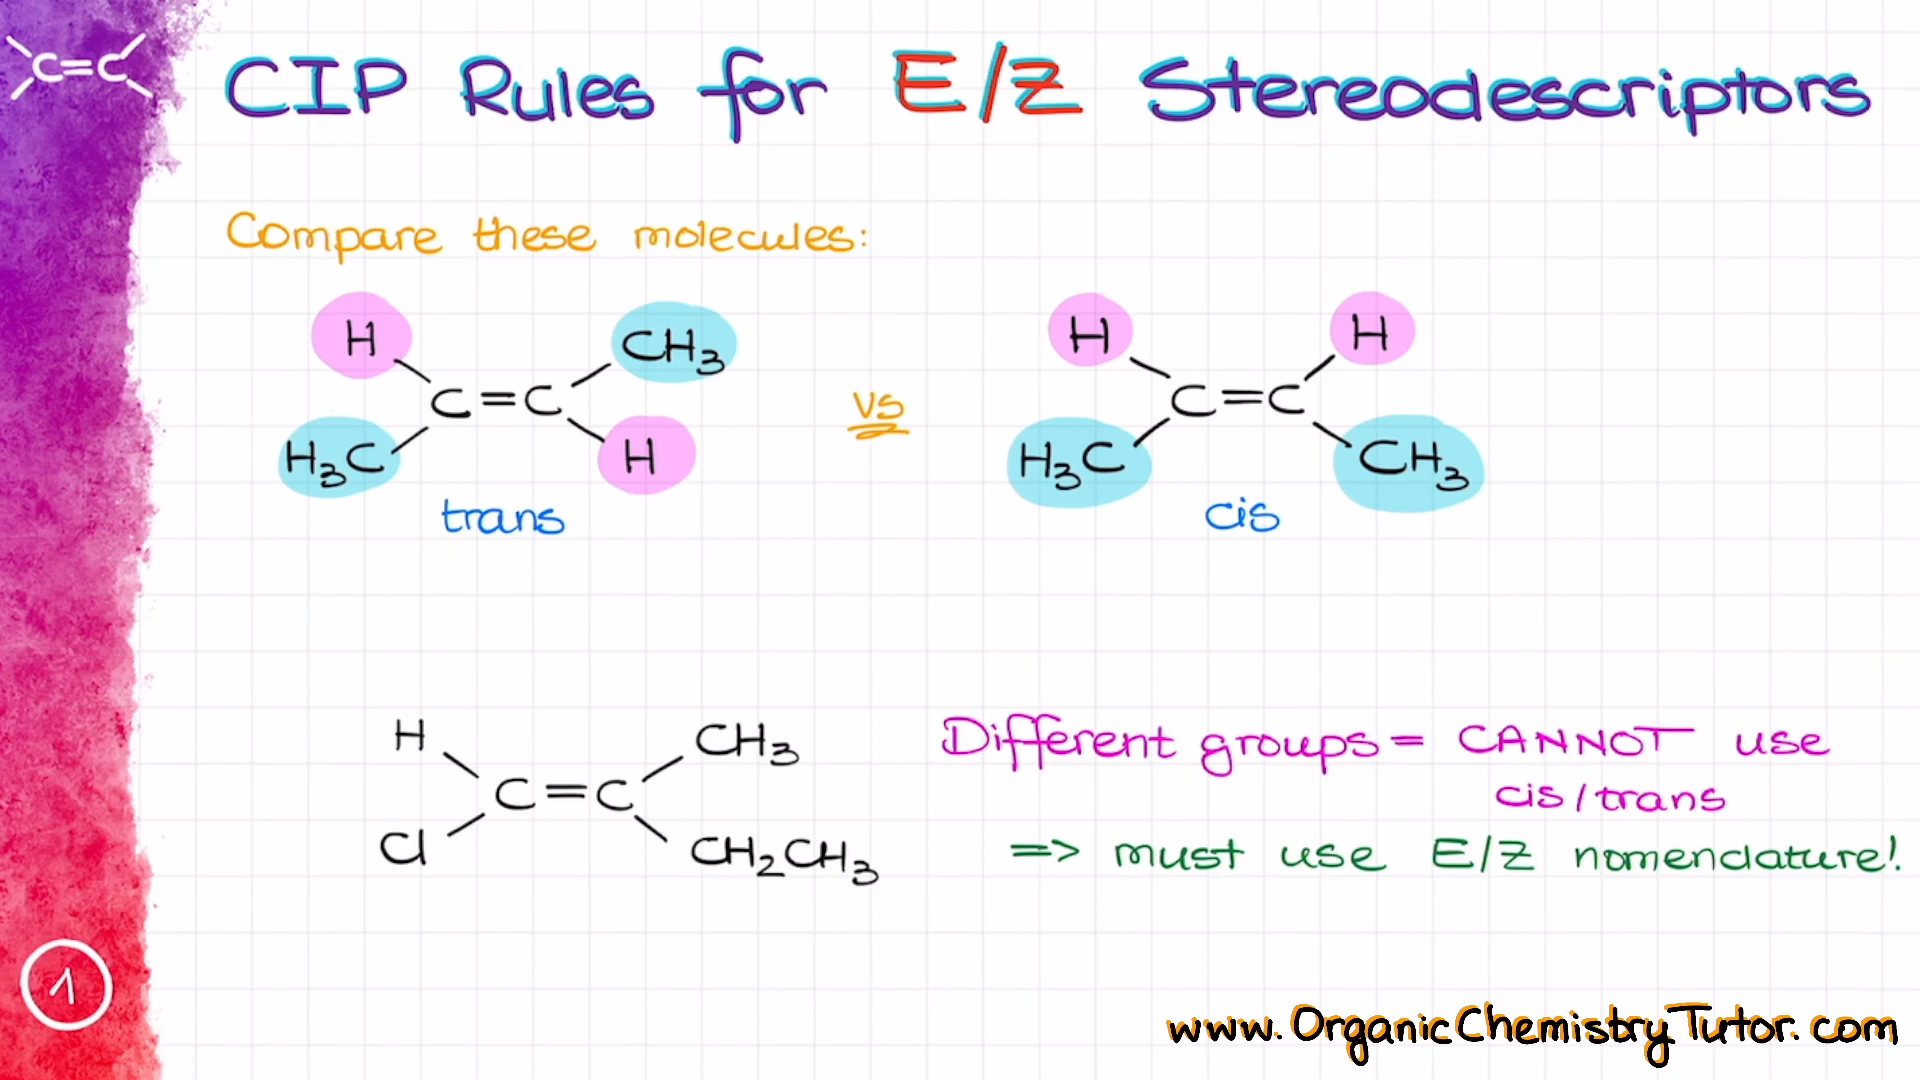 C=C
CIP Rules for E/Z Stereodescriptors
Compare these molecules:
H CH3
C=C
H3C H
trans
vs
H H
C=C
H3C CH3
cis
H CH3
C=C
Cl CH2CH3
Different groups = CANNOT use
cis/trans
=> must use E/Z nomenclature!
1
www.OrganicChemistryTutor.com